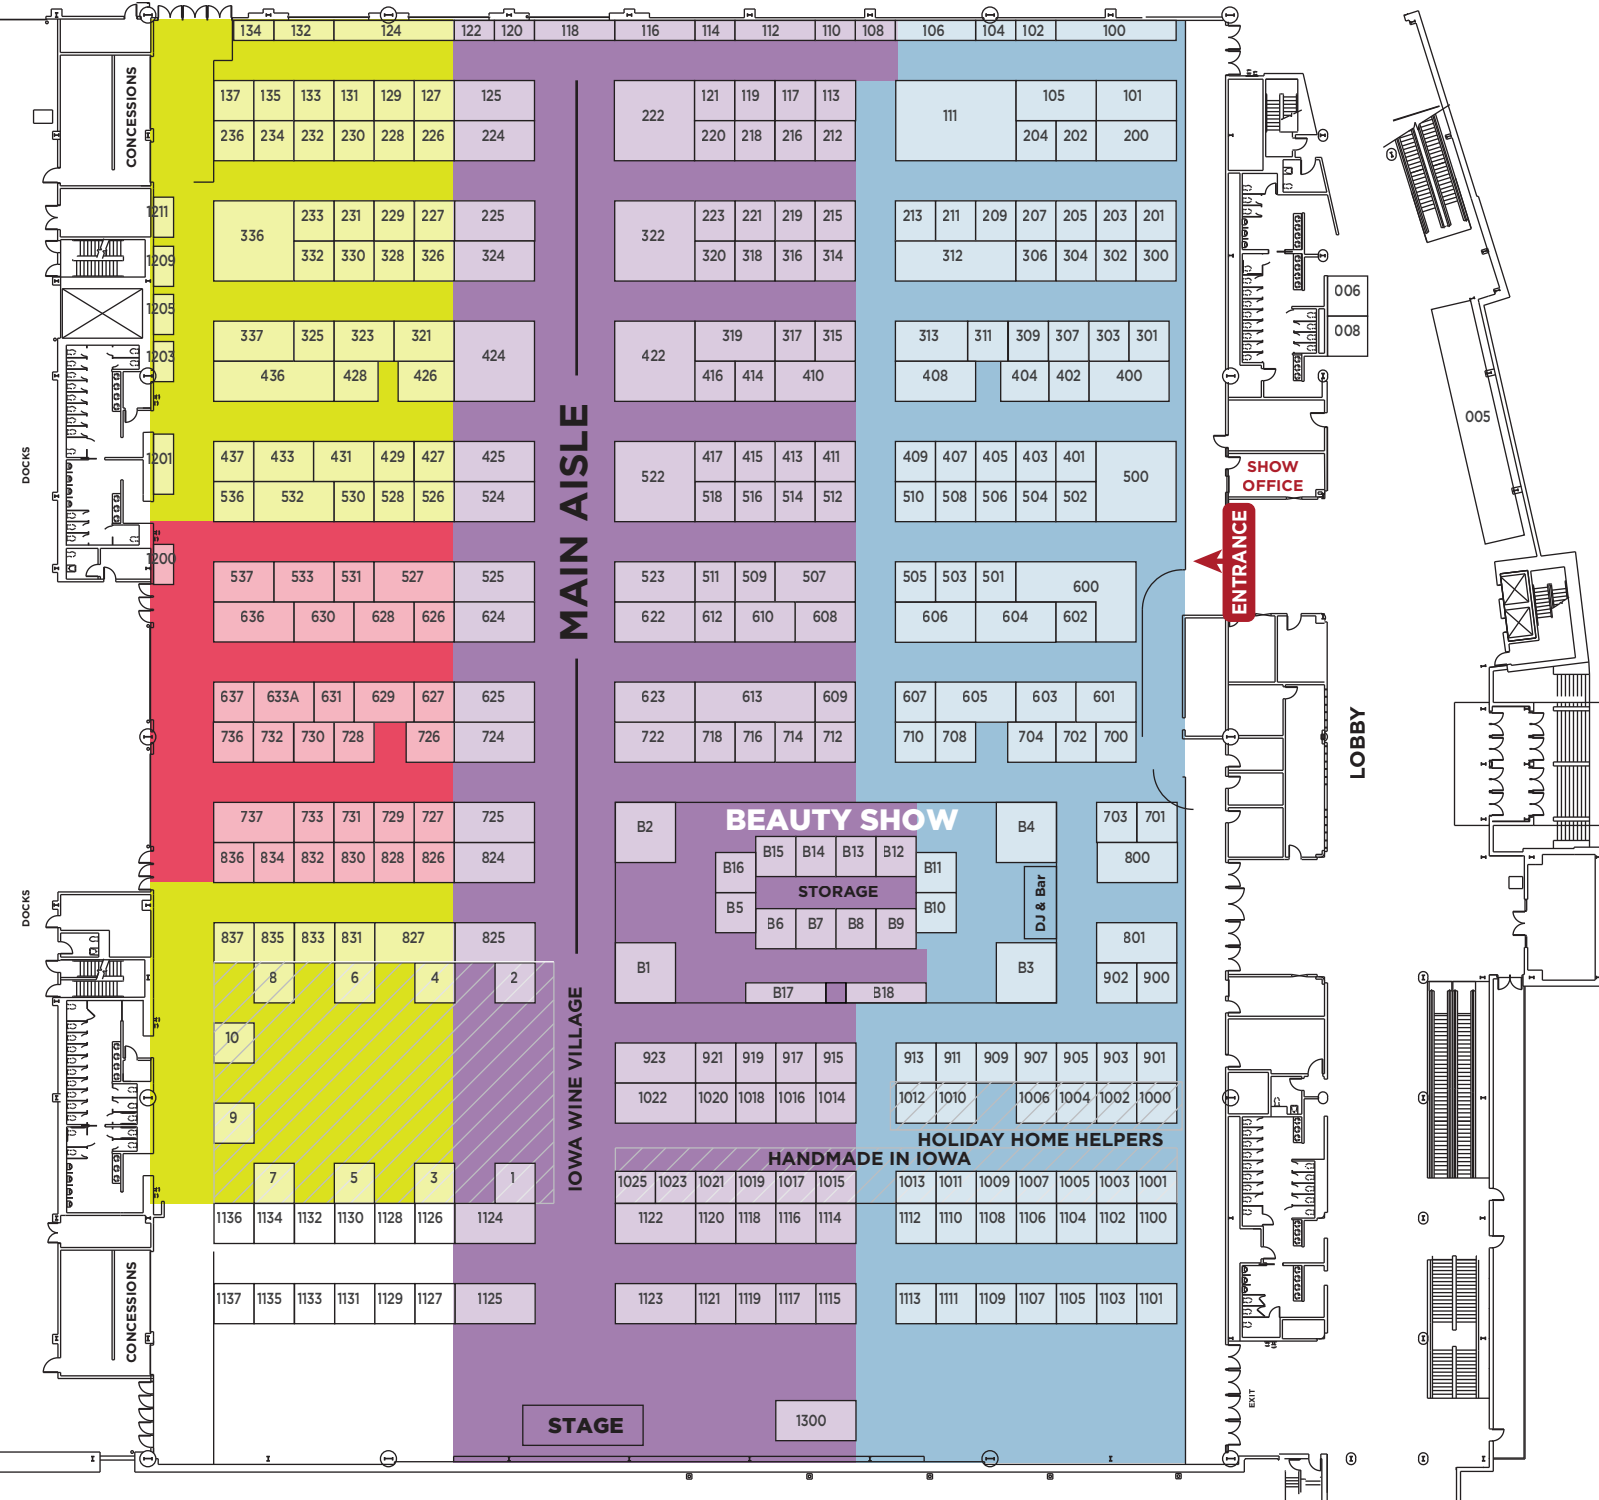 134 132 124 122 120 118 116 114 112 110 108 106 104 102 100
CONCESSIONS
137 135 133 131 129 127 125 222 121 119 117 113 111 105 101
236 234 232 230 228 226 224 220 218 216 212 204 202 200
1211
336 233 231 229 227 225 322 223 221 219 215 213 211 209 207 205 203 201
332 330 328 326 324 320 318 316 314 312 306 304 302 300
1209
006
1205
008
337 325 323 321 424 422 319 317 315 313 311 309 307 303 301
1203
436 428 426 416 414 410 408 404 402 400
005
MAIN AISLE
DOCKS
1201
437 433 431 429 427 425 522 417 415 413 411 409 407 405 403 401 500
536 532 530 528 526 524 518 516 514 512 510 508 506 504 502
SHOW
OFFICE
ENTRANCE
1200
537 533 531 527 525 523 511 509 507 505 503 501 600
636 630 628 626 624 622 612 610 608 606 604 602
637 633A 631 629 627 625 623 613 609 607 605 603 601
736 732 730 728 726 724 722 718 716 714 712 710 708 704 702 700
LOBBY
737 733 731 729 727 725 703 701
836 834 832 830 828 826 824 800
BEAUTY SHOW
B2 B4
B15 B14 B13 B12
B16 B11
STORAGE
B5 B10
B6 B7 B8 B9
DJ & Bar
B1 B3
B17 B18
DOCKS
837 835 833 831 827 825 801
8 6 4 2 902 900
10
9
7 5 3 1
IOWA WINE VILLAGE
923 921 919 917 915 913 911 909 907 905 903 901
1022 1020 1018 1016 1014 1012 1010 1006 1004 1002 1000
HOLIDAY HOME HELPERS
HANDMADE IN IOWA
1025 1023 1021 1019 1017 1015 1013 1011 1009 1007 1005 1003 1001
1136 1134 1132 1130 1128 1126 1124 1122 1120 1118 1116 1114 1112 1110 1108 1106 1104 1102 1100
1137 1135 1133 1131 1129 1127 1125 1123 1121 1119 1117 1115 1113 1111 1109 1107 1105 1103 1101
CONCESSIONS
EXIT
STAGE
1300